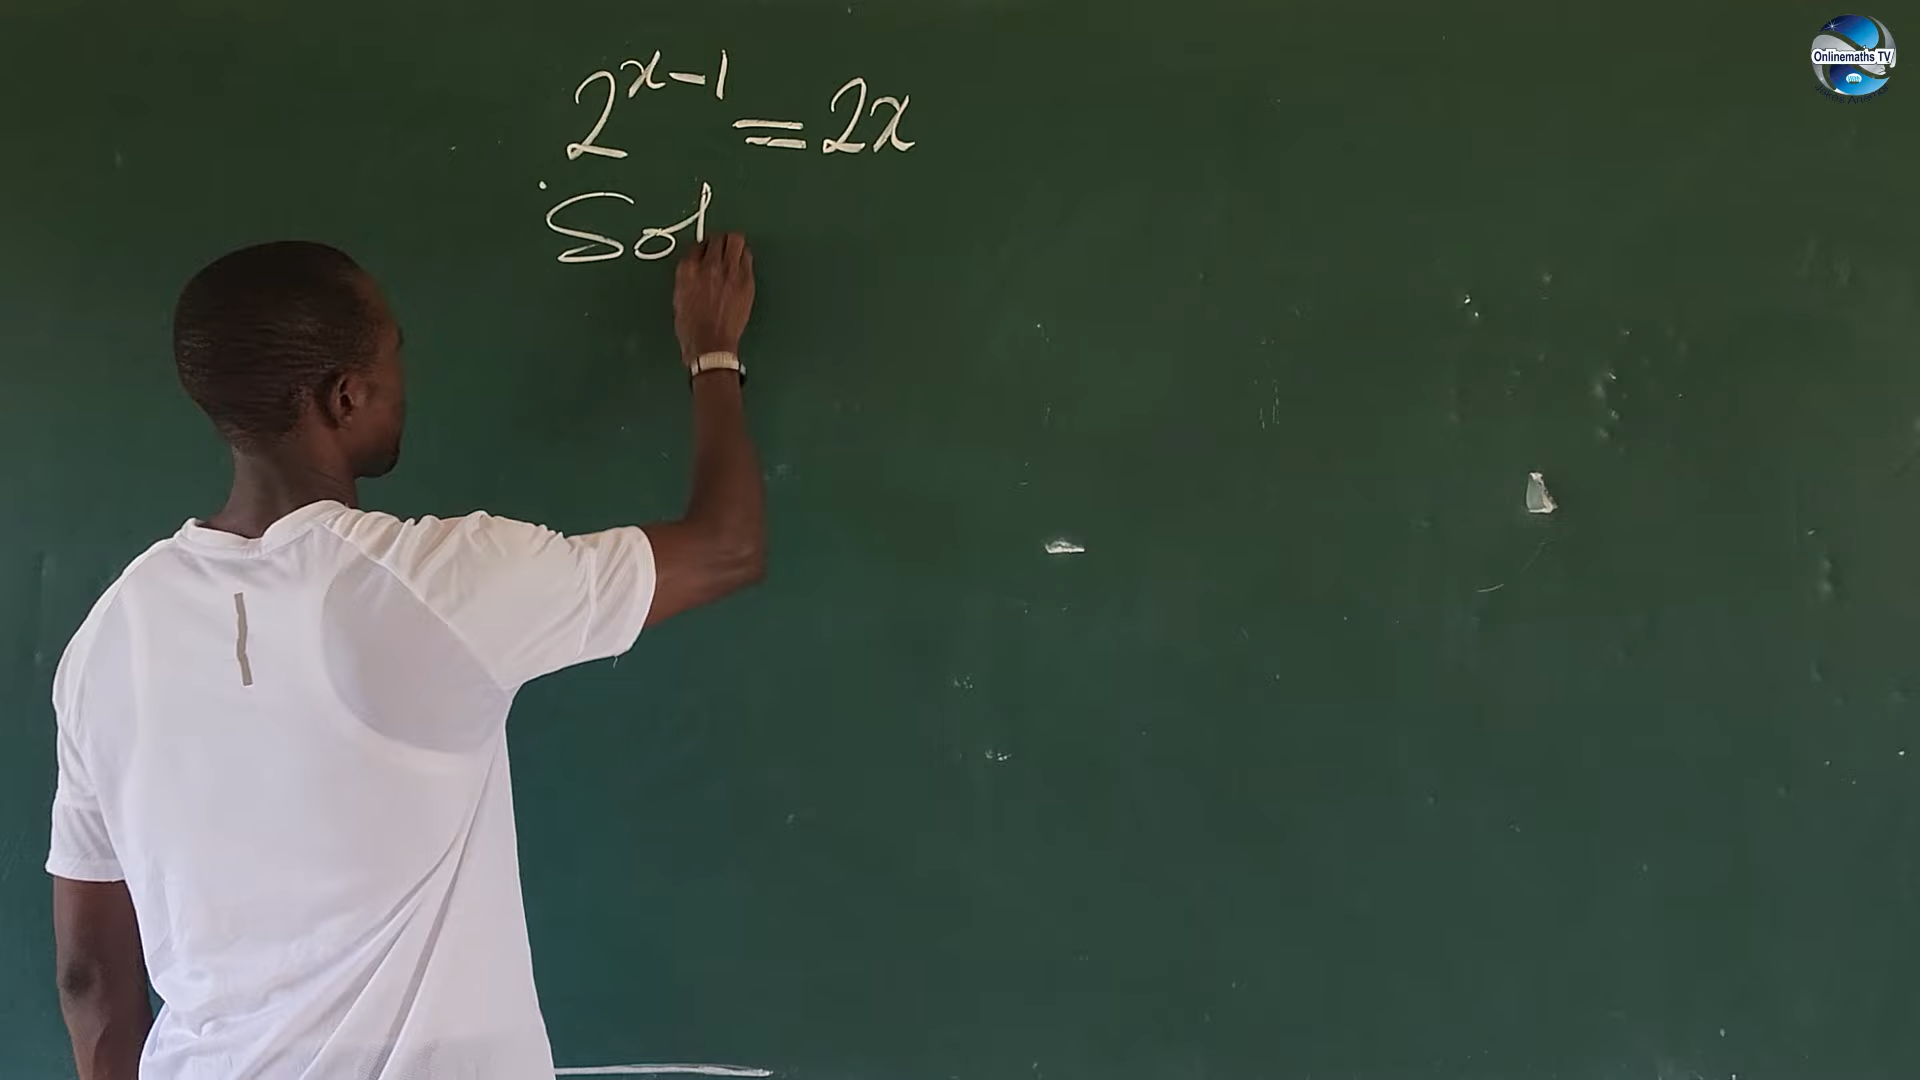 2^{x-1} = 2x
Sol
Onlinemaths TV